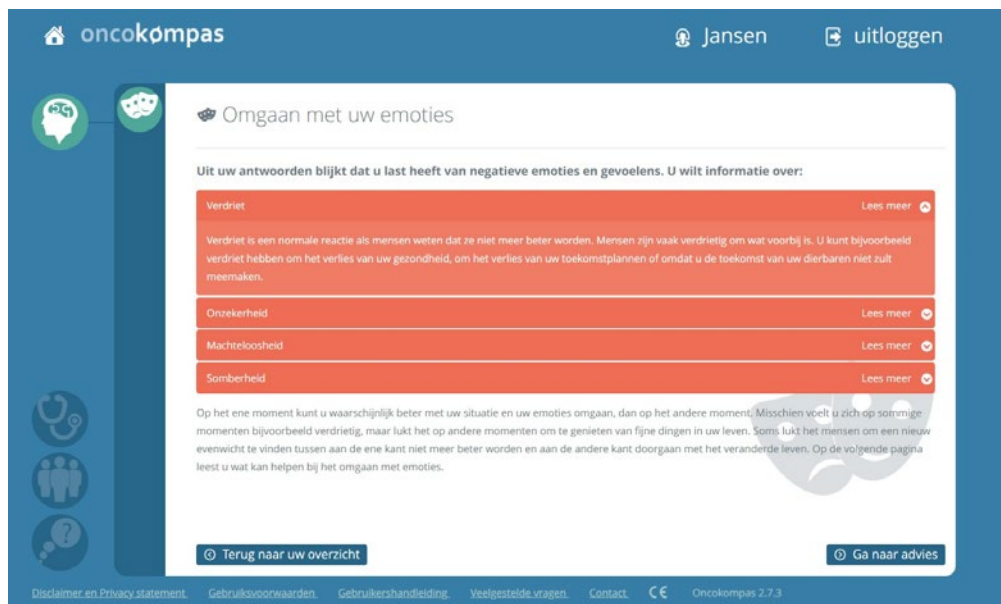 oncokompas
Jansen
uitloggen
Omgaan met uw emoties
Uit uw antwoorden blijkt dat u last heeft van negatieve emoties en gevoelens. U wilt informatie over:
Verdriet Lees meer
Verdriet is een normale reactie als mensen weten dat ze niet meer beter worden. Mensen zijn vaak verdrietig om wat voorbij is. U kunt bijvoorbeeld
verdriet hebben om het verlies van uw gezondheid, om het verlies van uw toekomstplannen of omdat u de toekomst van uw dierbaren niet zult
meemaken.
Onzekerheid Lees meer
Machteloosheid Lees meer
Somberheid Lees meer
Op het ene moment kunt u waarschijnlijk beter met uw situatie en uw emoties omgaan, dan op het andere moment. Misschien voelt u zich op sommige
momenten bijvoorbeeld verdrietig, maar lukt het op andere momenten om te genieten van fijne dingen in uw leven. Soms lukt het mensen om een nieuw
evenwicht te vinden tussen aan de ene kant niet meer beter worden en aan de andere kant doorgaan met het veranderde leven. Op de volgende pagina
leest u wat kan helpen bij het omgaan met emoties.
Terug naar uw overzicht
Ga naar advies
Disclaimer en Privacy statement Gebruiksvoorwaarden Gebruikershandleiding Veelgestelde vragen Contact CE Oncokompas 2.7.3